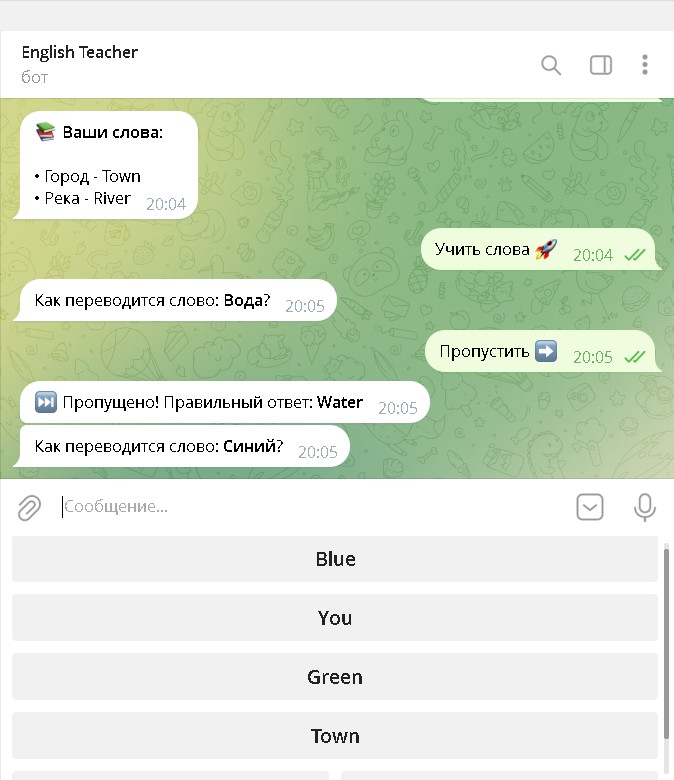 English Teacher
бот
📚 Ваши слова:
• Город - Town
• Река - River 20:04
Учить слова 🚀 20:04
Как переводится слово: Вода? 20:05
Пропустить ➡️ 20:05
⏭️ Пропущено! Правильный ответ: Water 20:05
Как переводится слово: Синий? 20:05
Сообщение...
Blue
You
Green
Town